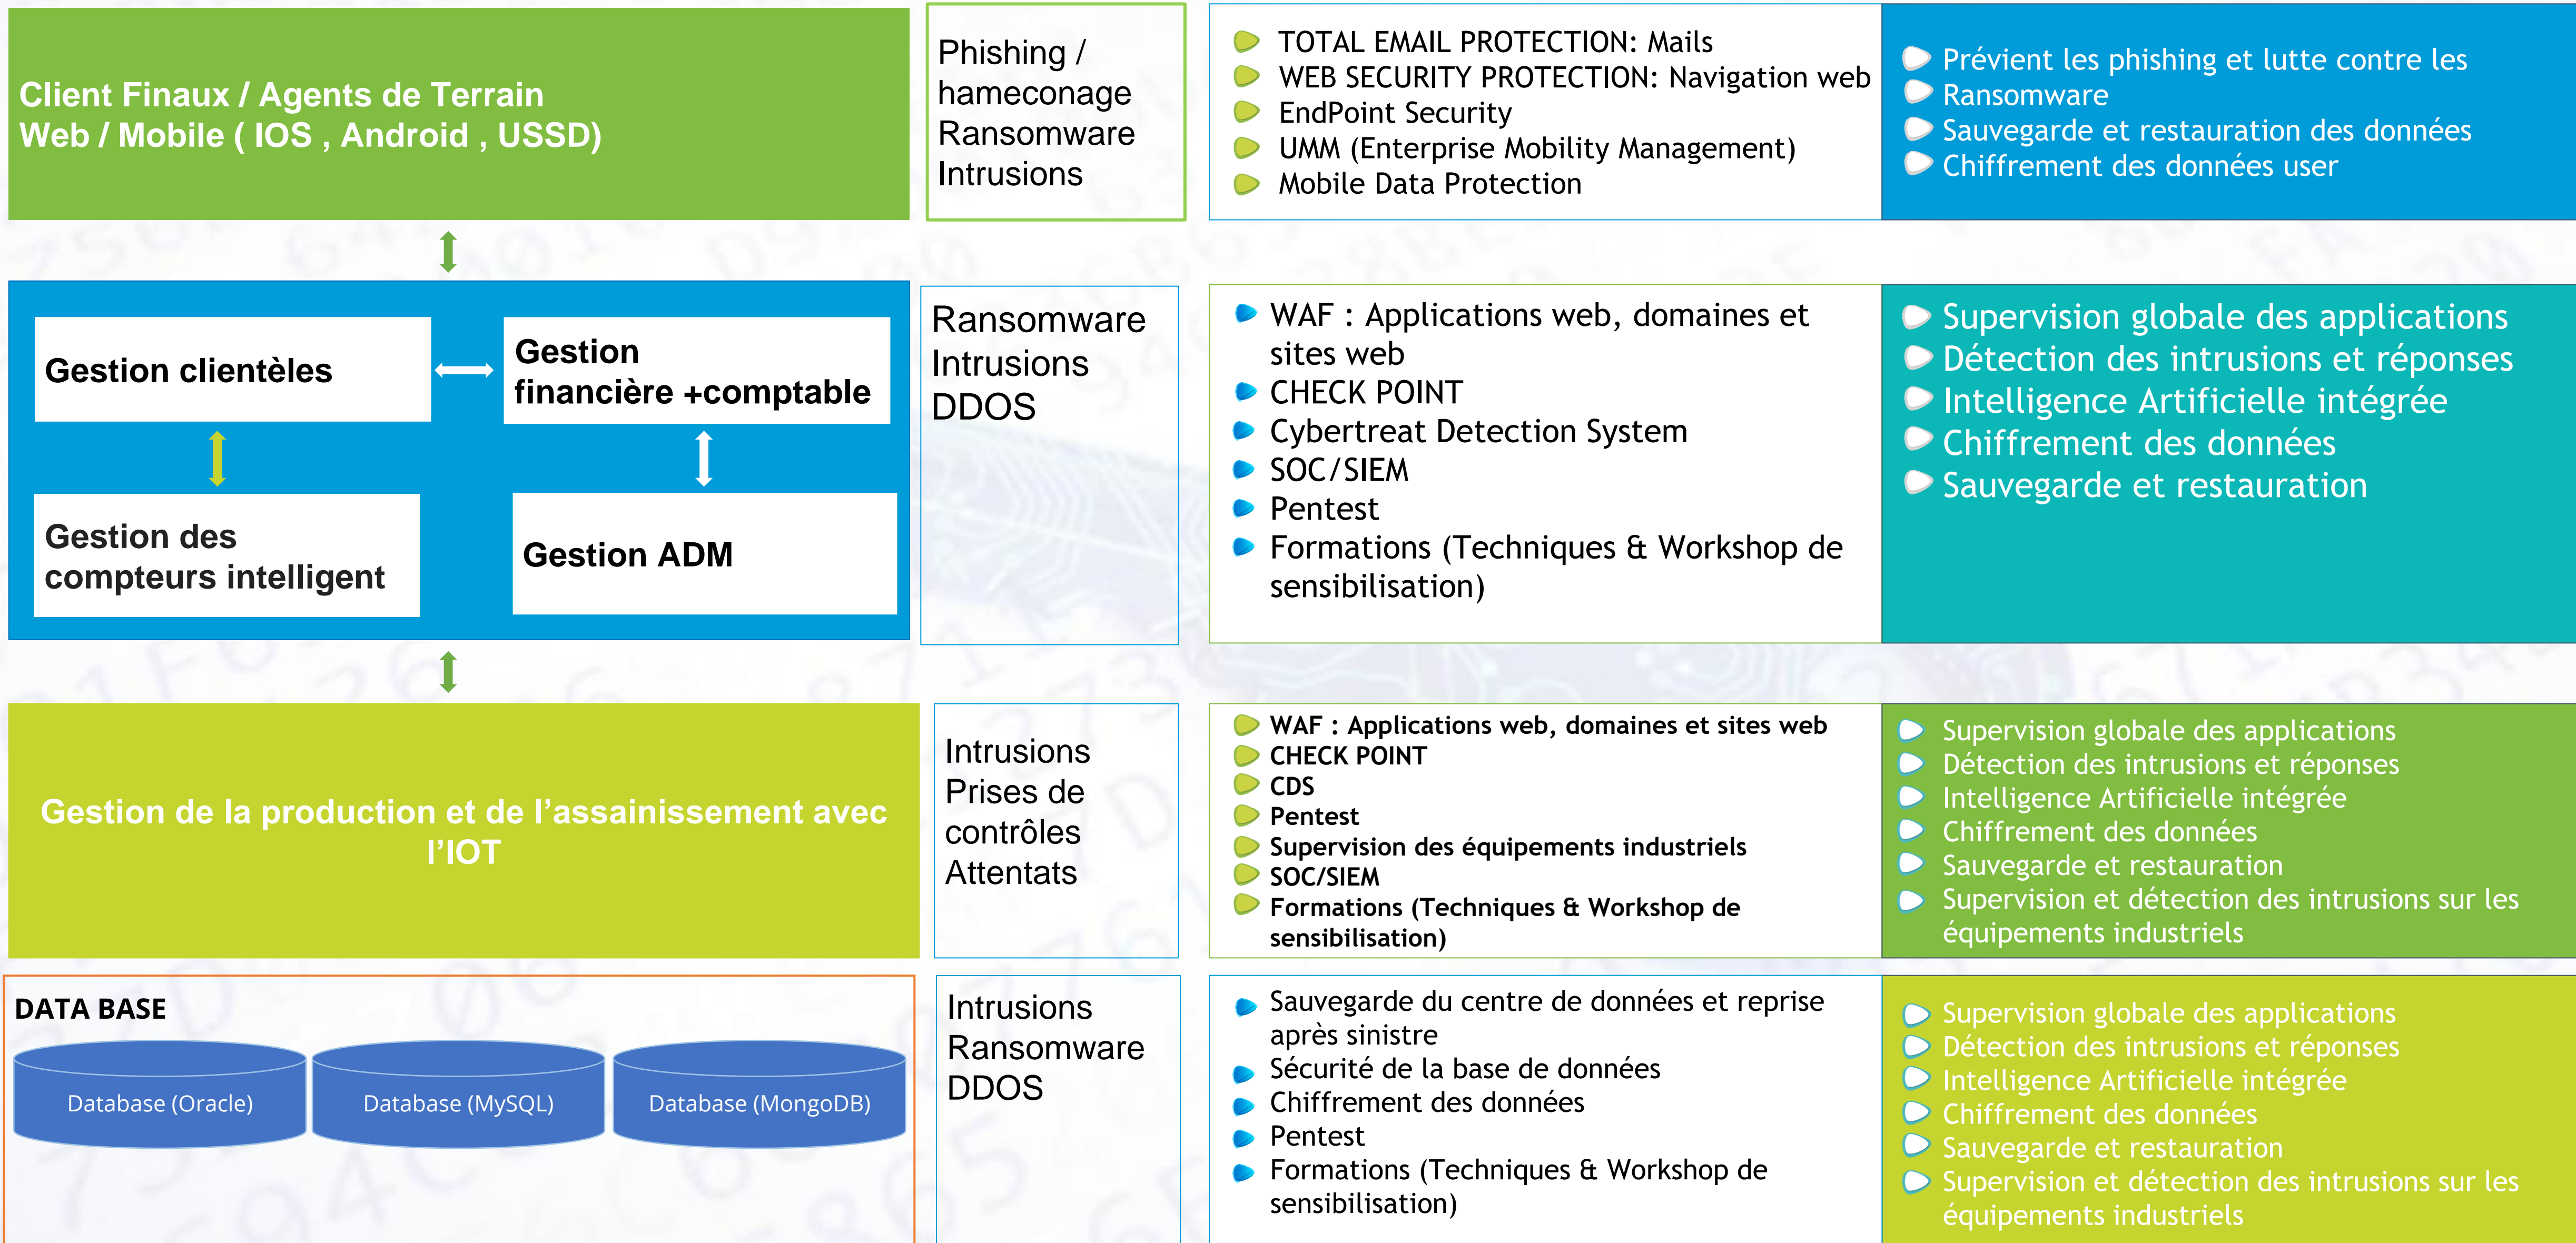 Client Finaux / Agents de Terrain
Web / Mobile ( IOS , Android , USSD)
Phishing /
hameconage
Ransomware
Intrusions
TOTAL EMAIL PROTECTION: Mails
WEB SECURITY PROTECTION: Navigation web
EndPoint Security
UMM (Enterprise Mobility Management)
Mobile Data Protection
Prévient les phishing et lutte contre les
Ransomware
Sauvegarde et restauration des données
Chiffrement des données user
Gestion clientèles
Gestion
financière +comptable
Gestion des
compteurs intelligent
Gestion ADM
Ransomware
Intrusions
DDOS
WAF : Applications web, domaines et
sites web
CHECK POINT
Cybertreat Detection System
SOC/SIEM
Pentest
Formations (Techniques & Workshop de
sensibilisation)
Supervision globale des applications
Détection des intrusions et réponses
Intelligence Artificielle intégrée
Chiffrement des données
Sauvegarde et restauration
Gestion de la production et de l’assainissement avec
l’IOT
Intrusions
Prises de
contrôles
Attentats
WAF : Applications web, domaines et sites web
CHECK POINT
CDS
Pentest
Supervision des équipements industriels
SOC/SIEM
Formations (Techniques & Workshop de
sensibilisation)
Supervision globale des applications
Détection des intrusions et réponses
Intelligence Artificielle intégrée
Chiffrement des données
Sauvegarde et restauration
Supervision et détection des intrusions sur les
équipements industriels
DATA BASE
Database (Oracle)
Database (MySQL)
Database (MongoDB)
Intrusions
Ransomware
DDOS
Sauvegarde du centre de données et reprise
après sinistre
Sécurité de la base de données
Chiffrement des données
Pentest
Formations (Techniques & Workshop de
sensibilisation)
Supervision globale des applications
Détection des intrusions et réponses
Intelligence Artificielle intégrée
Chiffrement des données
Sauvegarde et restauration
Supervision et détection des intrusions sur les
équipements industriels